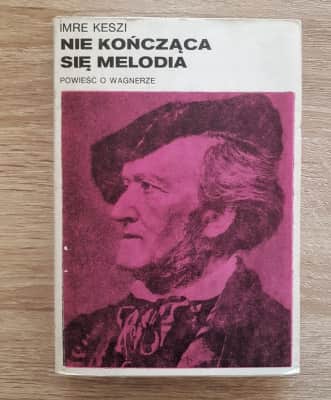 IMRE KESZI
NIE KOŃCZĄCA
SIĘ MELODIA
POWIEŚĆ O WAGNERZE